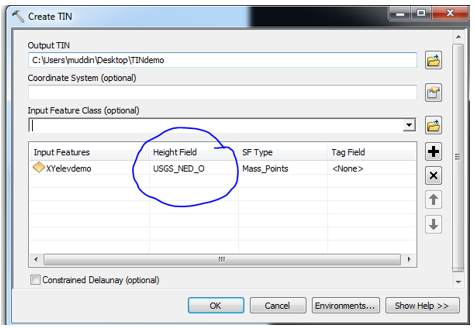 Create TIN
Output TIN
C:\Users\muddin\Desktop\TINdemo
Coordinate System (optional)
Input Feature Class (optional)
Input Features Height Field SF Type Tag Field
XYelevdemo USGS_NED_O Mass_Points <None>
Constrained Delaunay (optional)
OK Cancel Environments... Show Help >>